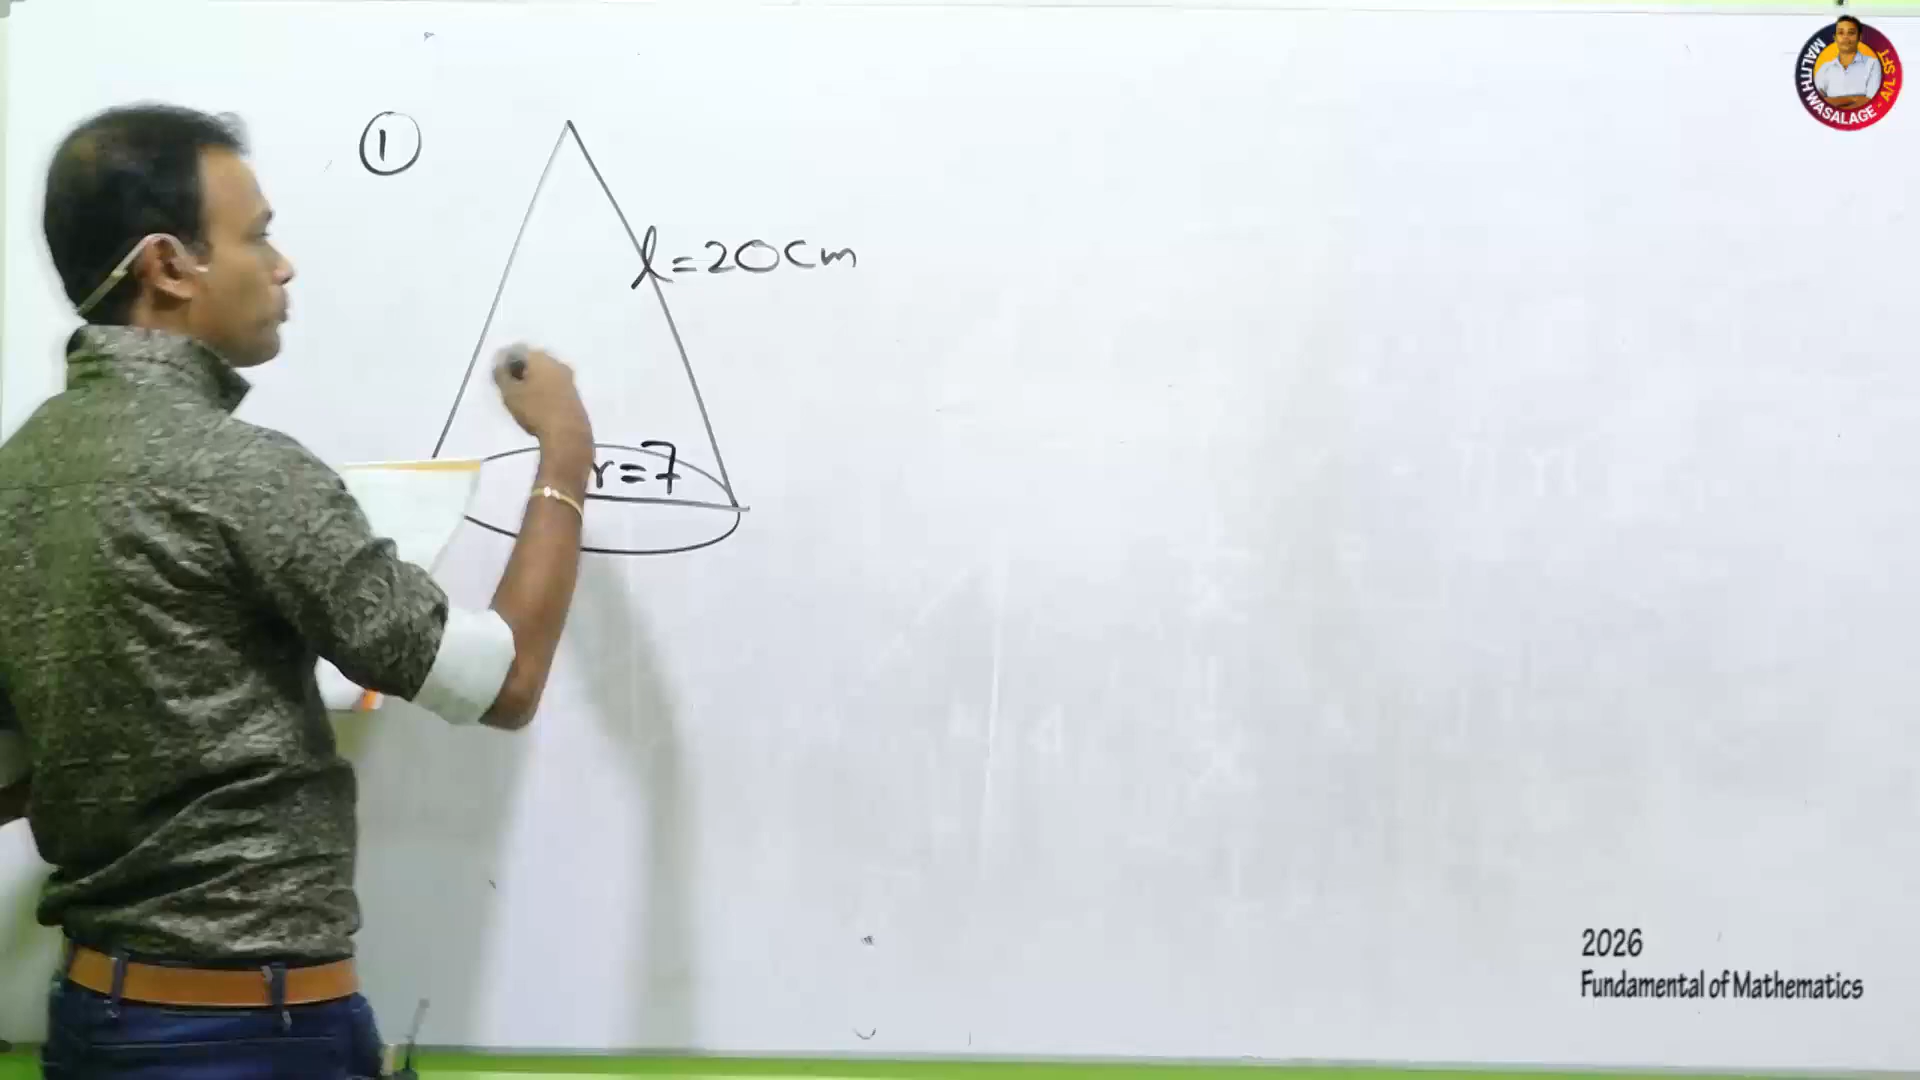 ①
l=20cm
r=7
MALITH WASALAGE - A/L SFT
2026
Fundamental of Mathematics